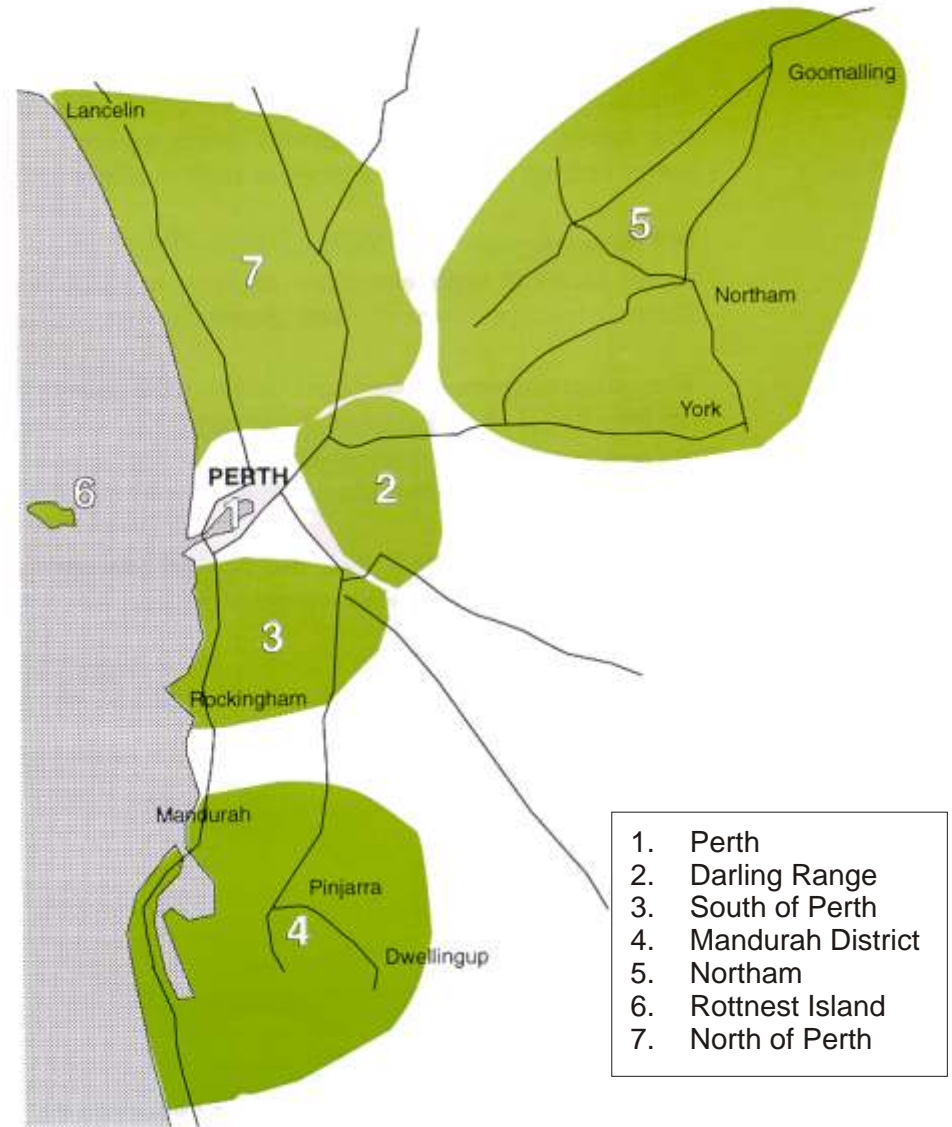 Goomalling
Lancelin
5
7
Northam
York
PERTH
6
2
1
3
Rockingham
Mandurah
Pinjarra
4
Dwellingup
1. Perth
2. Darling Range
3. South of Perth
4. Mandurah District
5. Northam
6. Rottnest Island
7. North of Perth